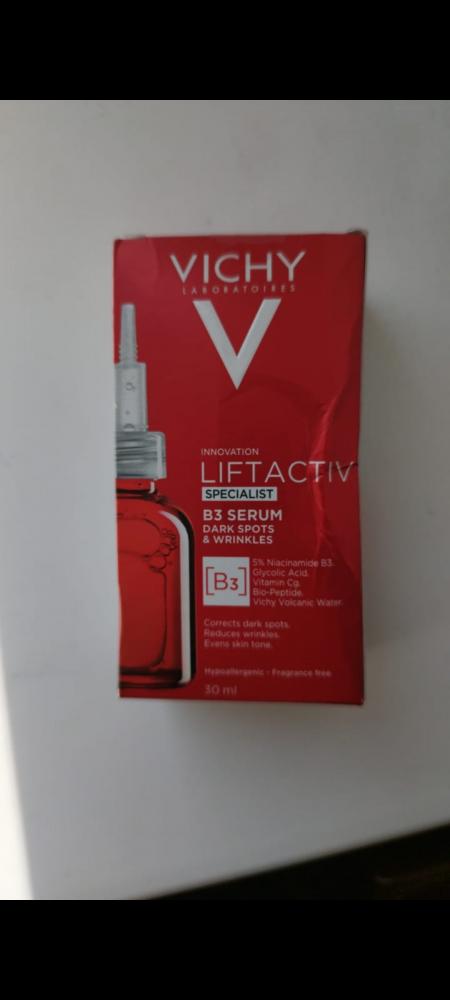 VICHY
LABORATOIRES
INNOVATION
LIFTACTIV
SPECIALIST
B3 SERUM
DARK SPOTS
& WRINKLES
[B3]
5% Niacinamide B3.
Glycolic Acid.
Vitamin Cg.
Bio-Peptide.
Vichy Volcanic Water.
Corrects dark spots.
Reduces wrinkles.
Evens skin tone.
Hypoallergenic - Fragrance free
30 ml